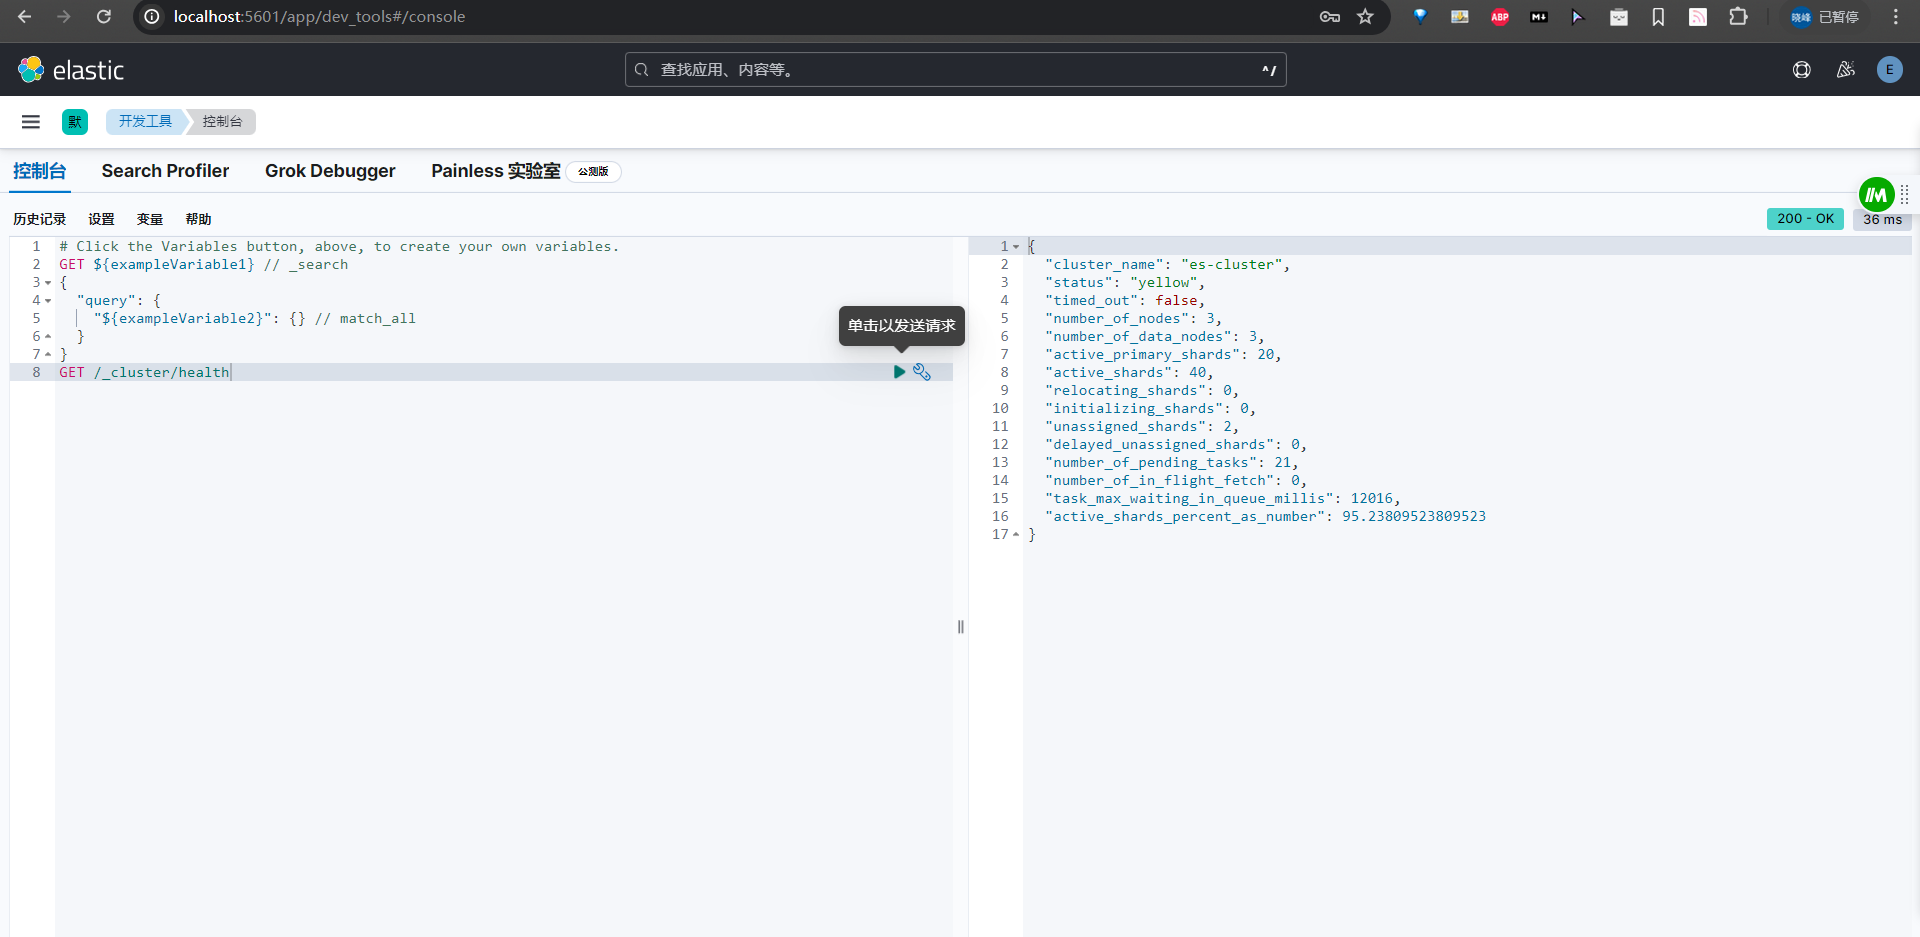 localhost:5601/app/dev_tools#/console
ABP
M
晓峰
已暂停
elastic
查找应用、内容等。
^/
E
默
开发工具
控制台
控制台
Search Profiler
Grok Debugger
Painless 实验室
公测版
历史记录
设置
变量
帮助
200 - OK
36 ms
1 # Click the Variables button, above, to create your own variables.
2 GET ${exampleVariable1} // _search
3 {
4 "query": {
5 "${exampleVariable2}": {} // match_all
6 }
7 }
8 GET /_cluster/health
单击以发送请求
1 {
2 "cluster_name": "es-cluster",
3 "status": "yellow",
4 "timed_out": false,
5 "number_of_nodes": 3,
6 "number_of_data_nodes": 3,
7 "active_primary_shards": 20,
8 "active_shards": 40,
9 "relocating_shards": 0,
10 "initializing_shards": 0,
11 "unassigned_shards": 2,
12 "delayed_unassigned_shards": 0,
13 "number_of_pending_tasks": 21,
14 "number_of_in_flight_fetch": 0,
15 "task_max_waiting_in_queue_millis": 12016,
16 "active_shards_percent_as_number": 95.23809523809523
17 }